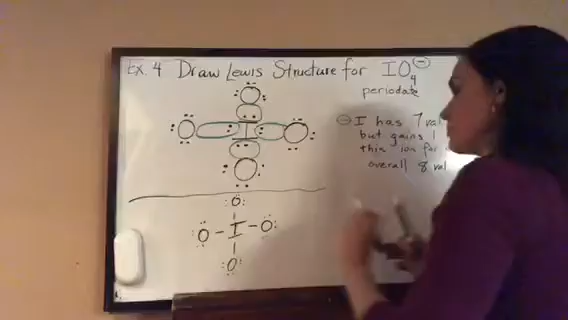 Ex. 4 Draw Lewis Structure for IO4⊖
periodate
⊖ I has 7 val
but gains 1
this ion for
overall 8 val
I
O
O - I - O
O